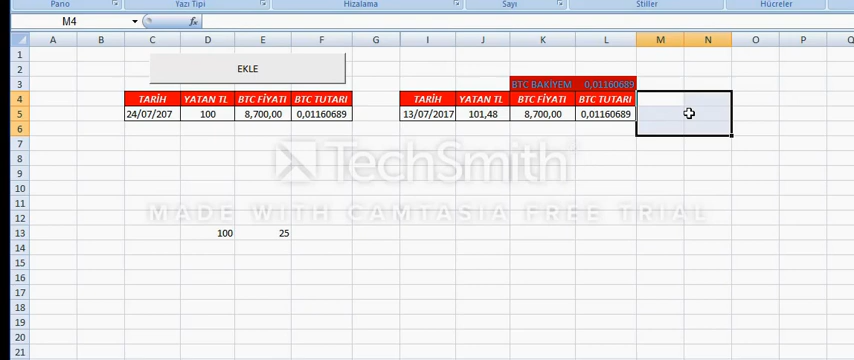 Pano Yazı Tipi Hizalama Sayı Stiller Hücreler
M4 fx
A B C D E F G H I J K L M N O P Q
1
2 EKLE
3 BTC BAKİYEM 0,01160689
4 TARİH YATAN TL BTC FİYATI BTC TUTARI TARİH YATAN TL BTC FİYATI BTC TUTARI
5 24/07/207 100 8,700,00 0,01160689 13/07/2017 101,48 8,700,00 0,01160689
6
7
8
9
TechSmith
10
11
12
MADE WITH CAMTASIA FREE TRIAL
13 100 25
14
15
16
17
18
19
20
21